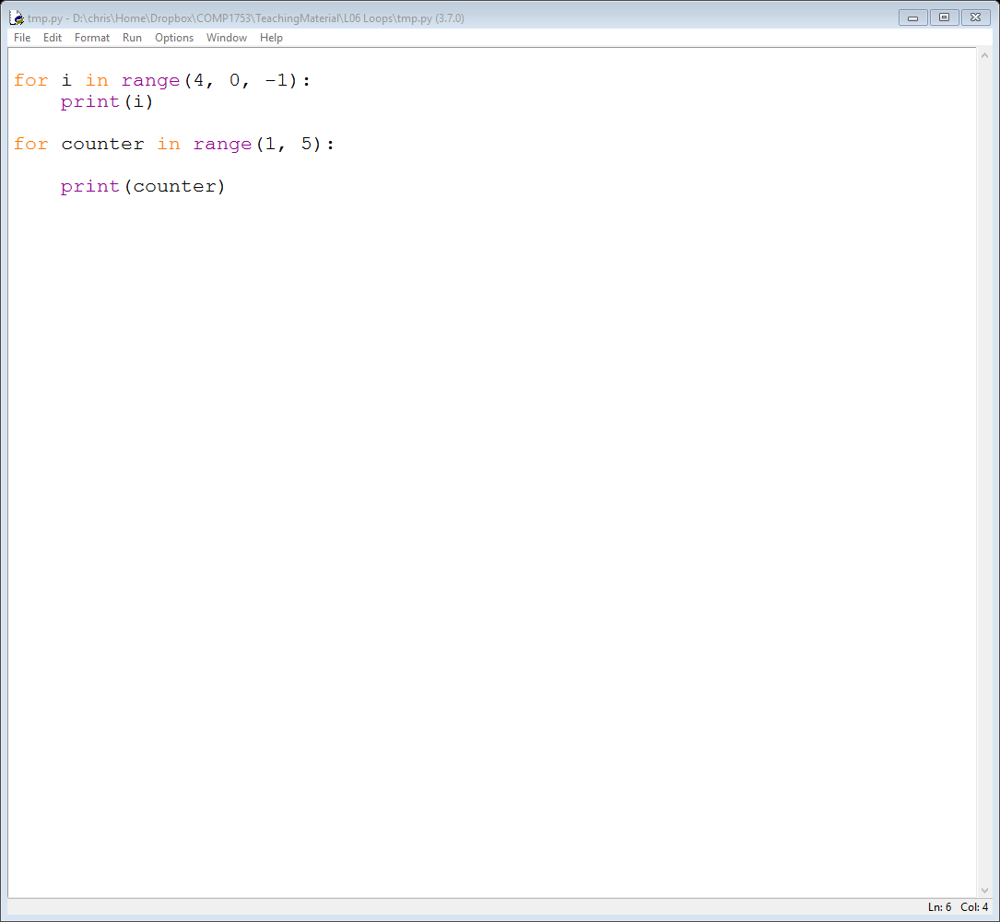 tmp.py - D:\chris\Home\Dropbox\COMP1753\TeachingMaterial\L06 Loops\tmp.py (3.7.0)
File Edit Format Run Options Window Help
for i in range(4, 0, -1):
    print(i)
for counter in range(1, 5):
    print(counter)
Ln: 6 Col: 4